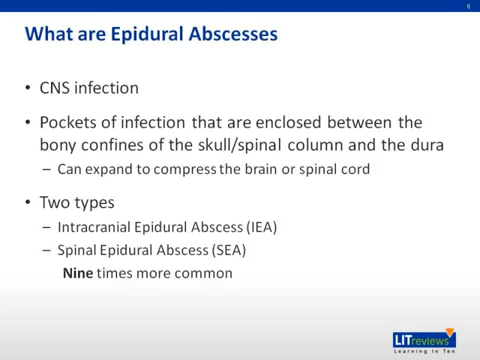 6
What are Epidural Abscesses
• CNS infection
• Pockets of infection that are enclosed between the
bony confines of the skull/spinal column and the dura
– Can expand to compress the brain or spinal cord
• Two types
– Intracranial Epidural Abscess (IEA)
– Spinal Epidural Abscess (SEA)
Nine times more common
LITreviews
Learning In Ten